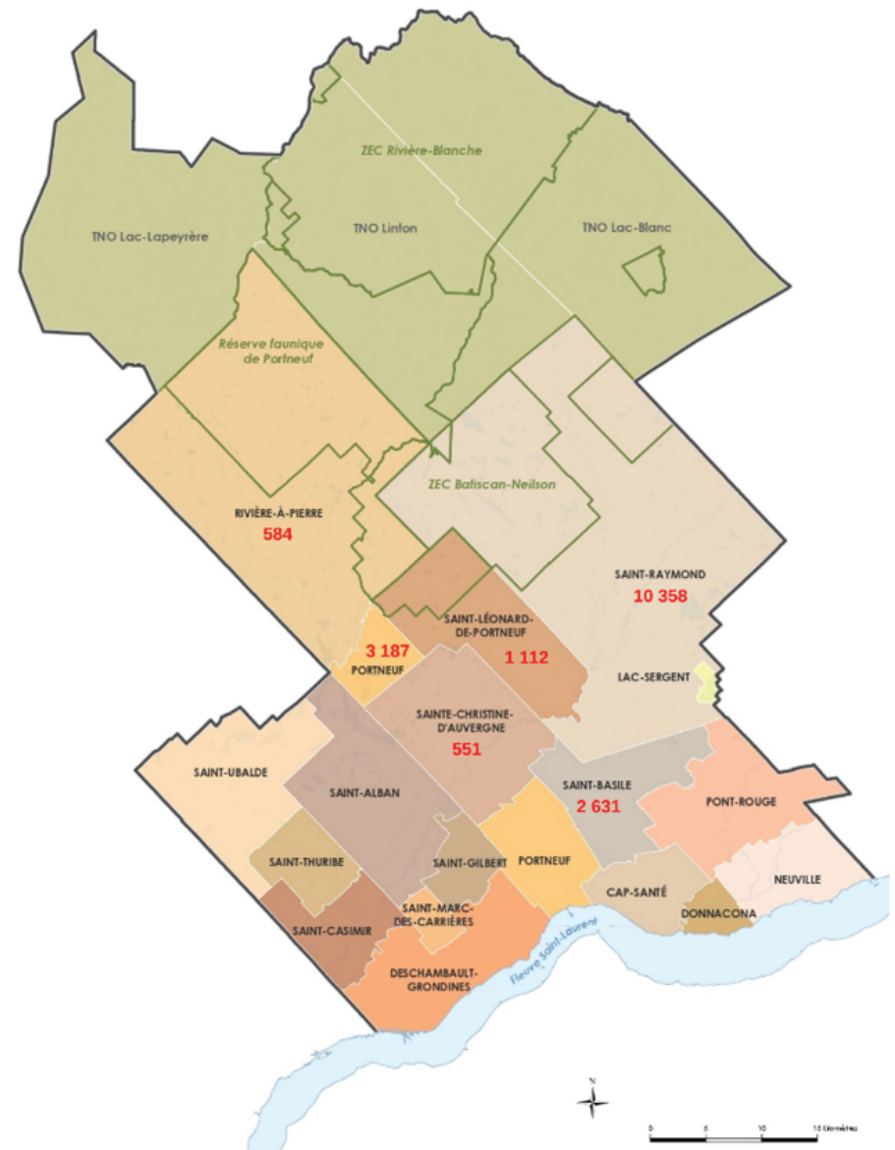 ZEC Rivière-Blanche
TNO Lac-Lapeyrère
TNO Linton
TNO Lac-Blanc
Réserve faunique
de Portneuf
ZEC Batiscan-Neilson
RIVIÈRE-À-PIERRE
584
SAINT-RAYMOND
10 358
SAINT-LÉONARD-
DE-PORTNEUF
1 112
3 187
PORTNEUF
LAC-SERGENT
SAINTE-CHRISTINE-
D'AUVERGNE
551
SAINT-UBALDE
SAINT-ALBAN
SAINT-BASILE
2 631
PONT-ROUGE
SAINT-THURIBE
SAINT-GILBERT
PORTNEUF
NEUVILLE
CAP-SANTÉ
SAINT-MARC-
DES-CARRIÈRES
DONNACONA
SAINT-CASIMIR
DESCHAMBAULT-
GRONDINES
Fleuve Saint-Laurent
N
0 5 10 15 Kilomètres